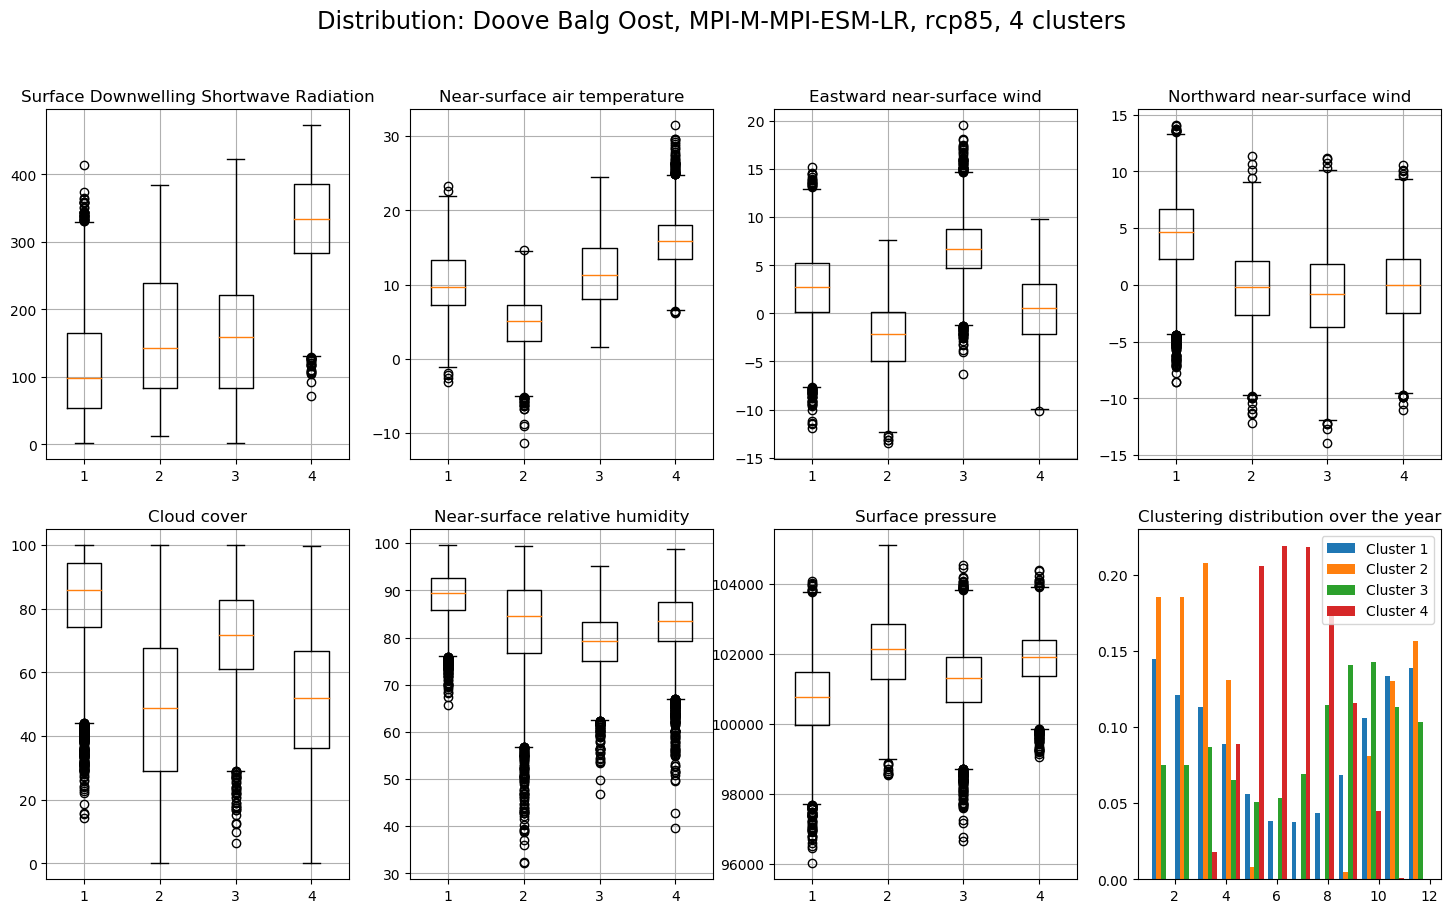 Distribution: Doove Balg Oost, MPI-M-MPI-ESM-LR, rcp85, 4 clusters
Surface Downwelling Shortwave Radiation
400
300
200
100
0
1 2 3 4
Near-surface air temperature
30
20
10
0
−10
1 2 3 4
Eastward near-surface wind
20
15
10
5
0
−5
−10
−15
1 2 3 4
Northward near-surface wind
15
10
5
0
−5
−10
−15
1 2 3 4
Cloud cover
100
80
60
40
20
0
1 2 3 4
Near-surface relative humidity
100
90
80
70
60
50
40
30
1 2 3 4
Surface pressure
104000
102000
100000
98000
96000
1 2 3 4
Clustering distribution over the year
Cluster 1
Cluster 2
Cluster 3
Cluster 4
0.20
0.15
0.10
0.05
0.00
2 4 6 8 10 12